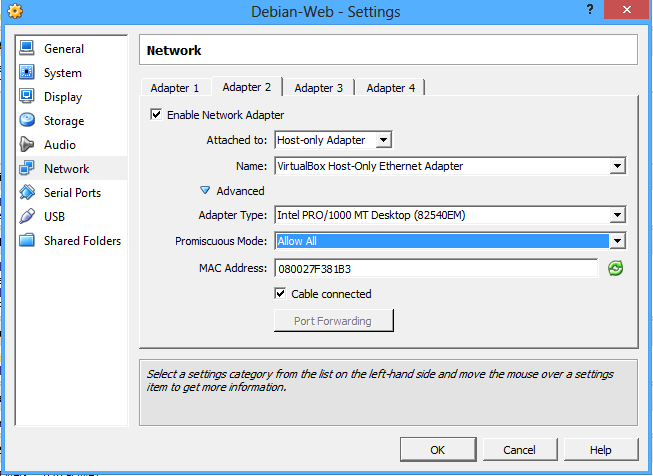 Debian-Web - Settings
?
General
System
Display
Storage
Audio
Network
Serial Ports
USB
Shared Folders
Network
Adapter 1 Adapter 2 Adapter 3 Adapter 4
Enable Network Adapter
Attached to: Host-only Adapter
Name: VirtualBox Host-Only Ethernet Adapter
Advanced
Adapter Type: Intel PRO/1000 MT Desktop (82540EM)
Promiscuous Mode: Allow All
MAC Address: 080027F381B3
Cable connected
Port Forwarding
Select a settings category from the list on the left-hand side and move the mouse over a settings
item to get more information.
OK Cancel Help